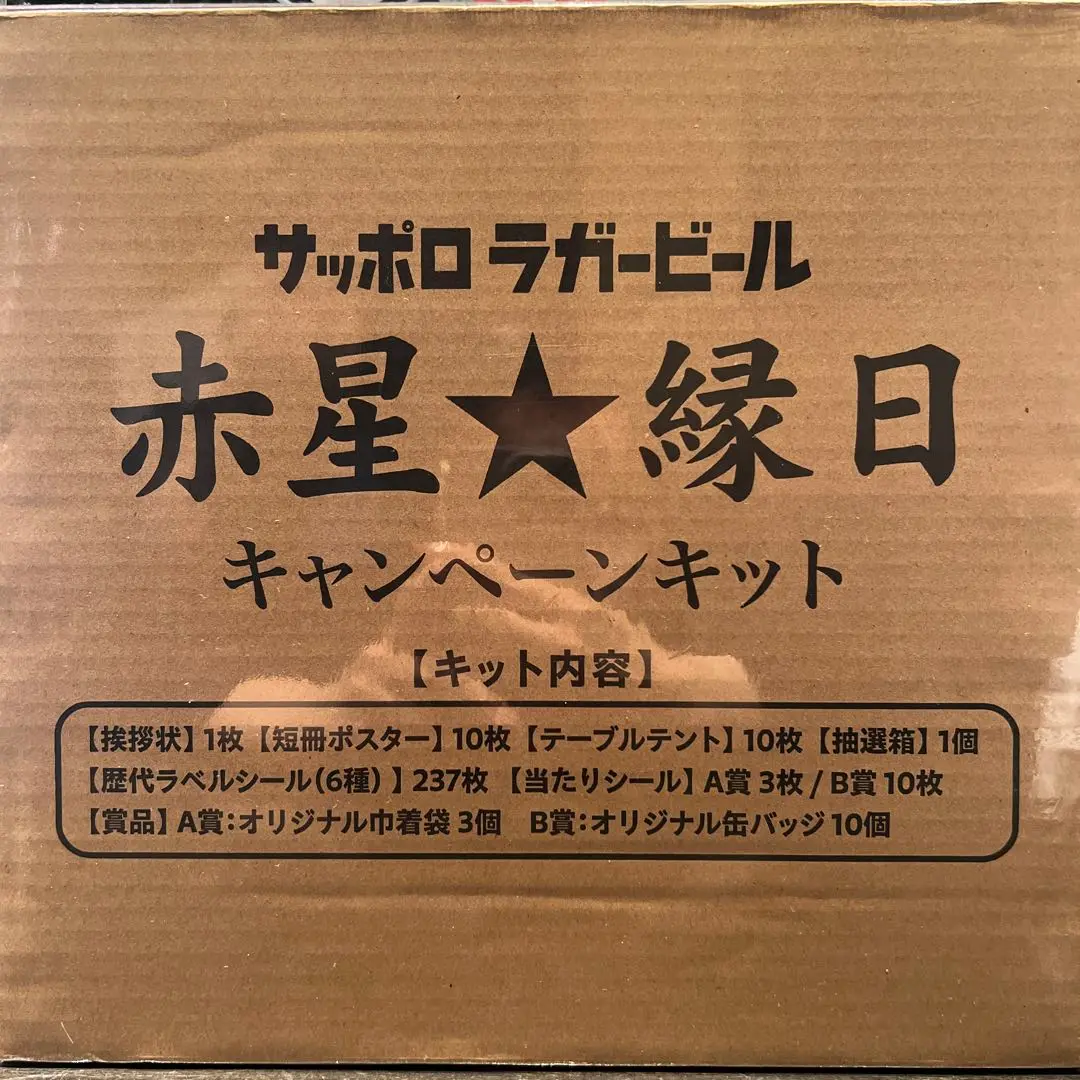 サッポロ ラガービール
赤星★縁日
キャンペーンキット
【キット内容】
【挨拶状】1枚【短冊ポスター】10枚【テーブルテント】10枚【抽選箱】1個
【歴代ラベルシール（6種）】237枚 【当たりシール】A賞 3枚 / B賞 10枚
【賞品】A賞：オリジナル巾着袋 3個 B賞：オリジナル缶バッジ 10個